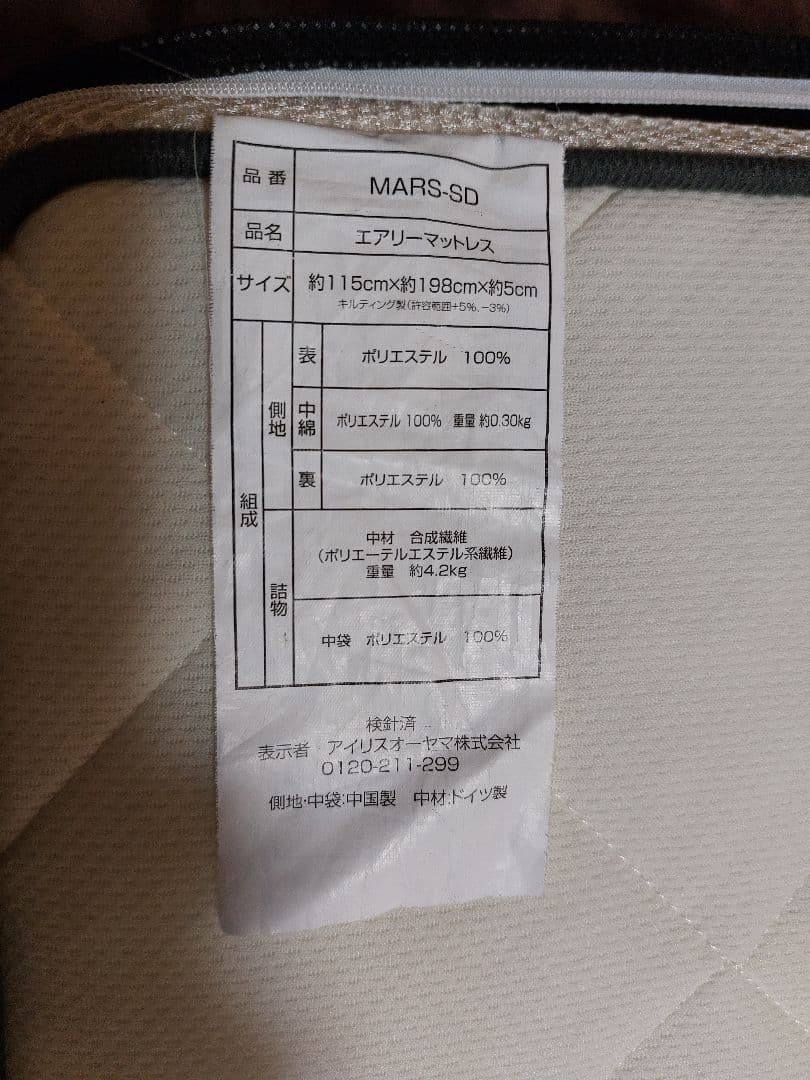 品番 MARS-SD
品名 エアリーマットレス
サイズ 約115cm×約198cm×約5cm
キルティング製(許容範囲+5%、-3%)
組成
側地
表 ポリエステル 100%
中綿 ポリエステル 100% 重量 約0.30kg
裏 ポリエステル 100%
詰物
中材 合成繊維
(ポリエーテルエステル系繊維)
重量 約4.2kg
中袋 ポリエステル 100%
検針済
表示者 アイリスオーヤマ株式会社
0120-211-299
側地・中袋:中国製 中材:ドイツ製